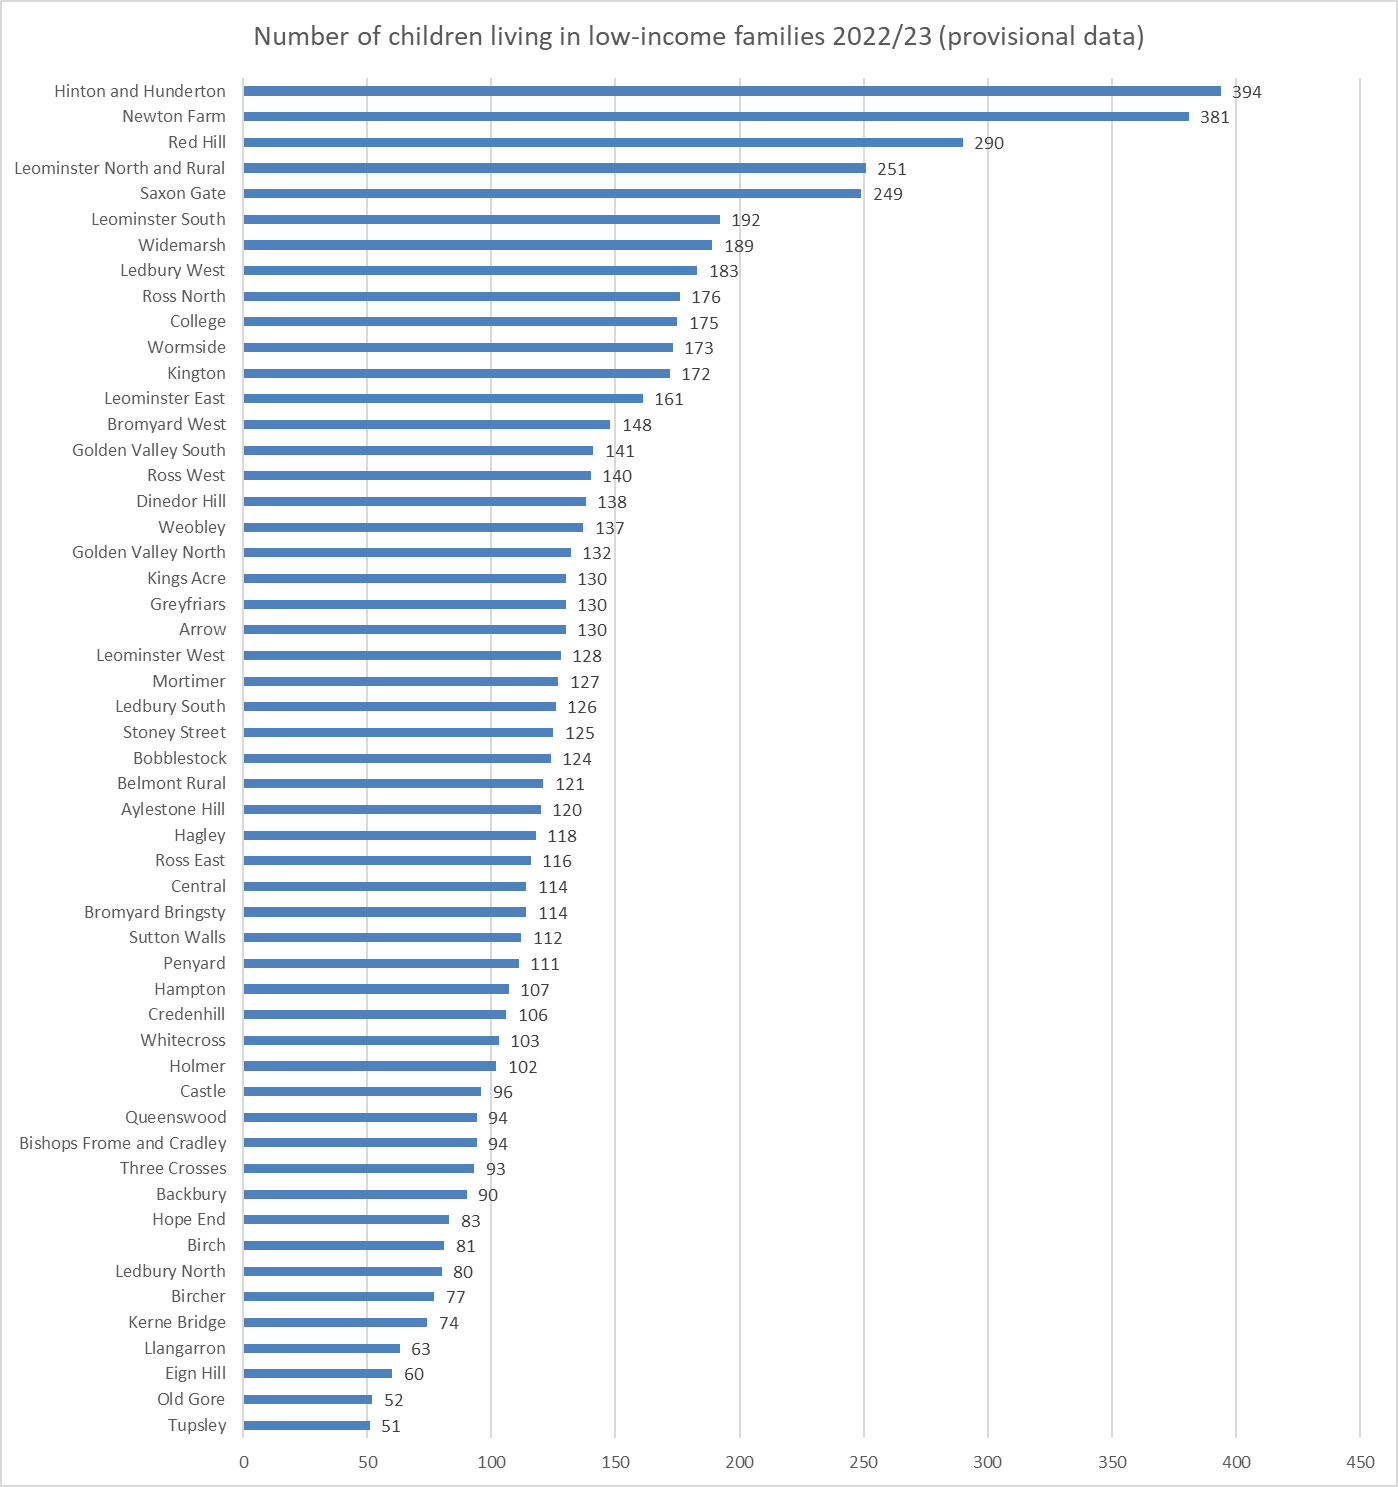 Number of children living in low-income families 2022/23 (provisional data)
Hinton and Hunderton 394
Newton Farm 381
Red Hill 290
Leominster North and Rural 251
Saxon Gate 249
Leominster South 192
Widemarsh 189
Ledbury West 183
Ross North 176
College 175
Wormside 173
Kington 172
Leominster East 161
Bromyard West 148
Golden Valley South 141
Ross West 140
Dinedor Hill 138
Weobley 137
Golden Valley North 132
Kings Acre 130
Greyfriars 130
Arrow 130
Leominster West 128
Mortimer 127
Ledbury South 126
Stoney Street 125
Bobblestock 124
Belmont Rural 121
Aylestone Hill 120
Hagley 118
Ross East 116
Central 114
Bromyard Bringsty 114
Sutton Walls 112
Penyard 111
Hampton 107
Credenhill 106
Whitecross 103
Holmer 102
Castle 96
Queenswood 94
Bishops Frome and Cradley 94
Three Crosses 93
Backbury 90
Hope End 83
Birch 81
Ledbury North 80
Bircher 77
Kerne Bridge 74
Llangarron 63
Eign Hill 60
Old Gore 52
Tupsley 51
0 50 100 150 200 250 300 350 400 450